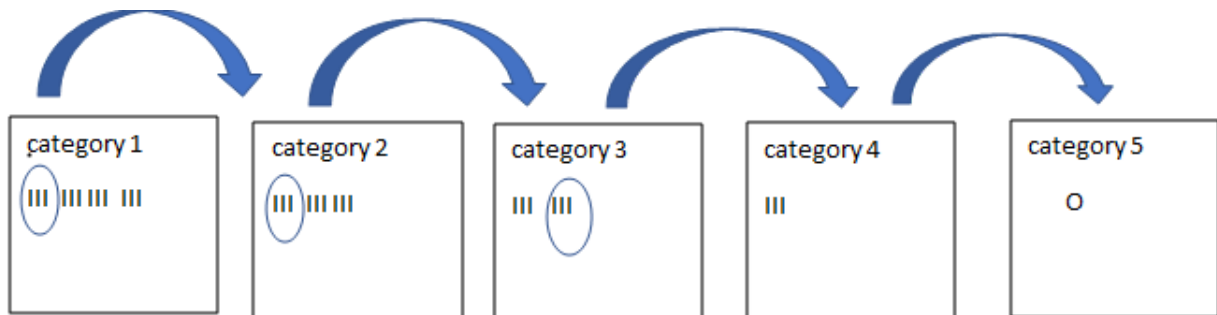 category 1
III III III III
category 2
III III III
category 3
III III
category 4
III
category 5
O